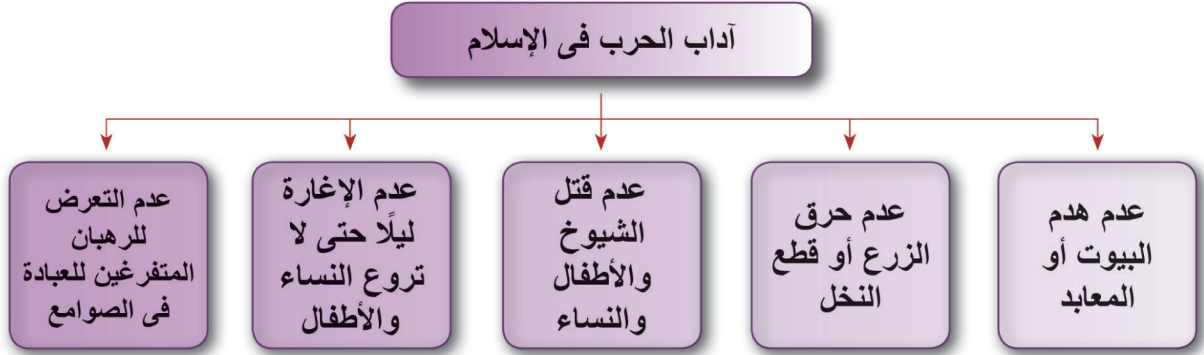 آداب الحرب فى الإسلام
عدم هدم
البيوت أو
المعابد
عدم حرق
الزرع أو قطع
النخل
عدم قتل
الشيوخ
والأطفال
والنساء
عدم الإغارة
ليلًا حتى لا
تروع النساء
والأطفال
عدم التعرض
للرهبان
المتفرغين للعبادة
فى الصوامع